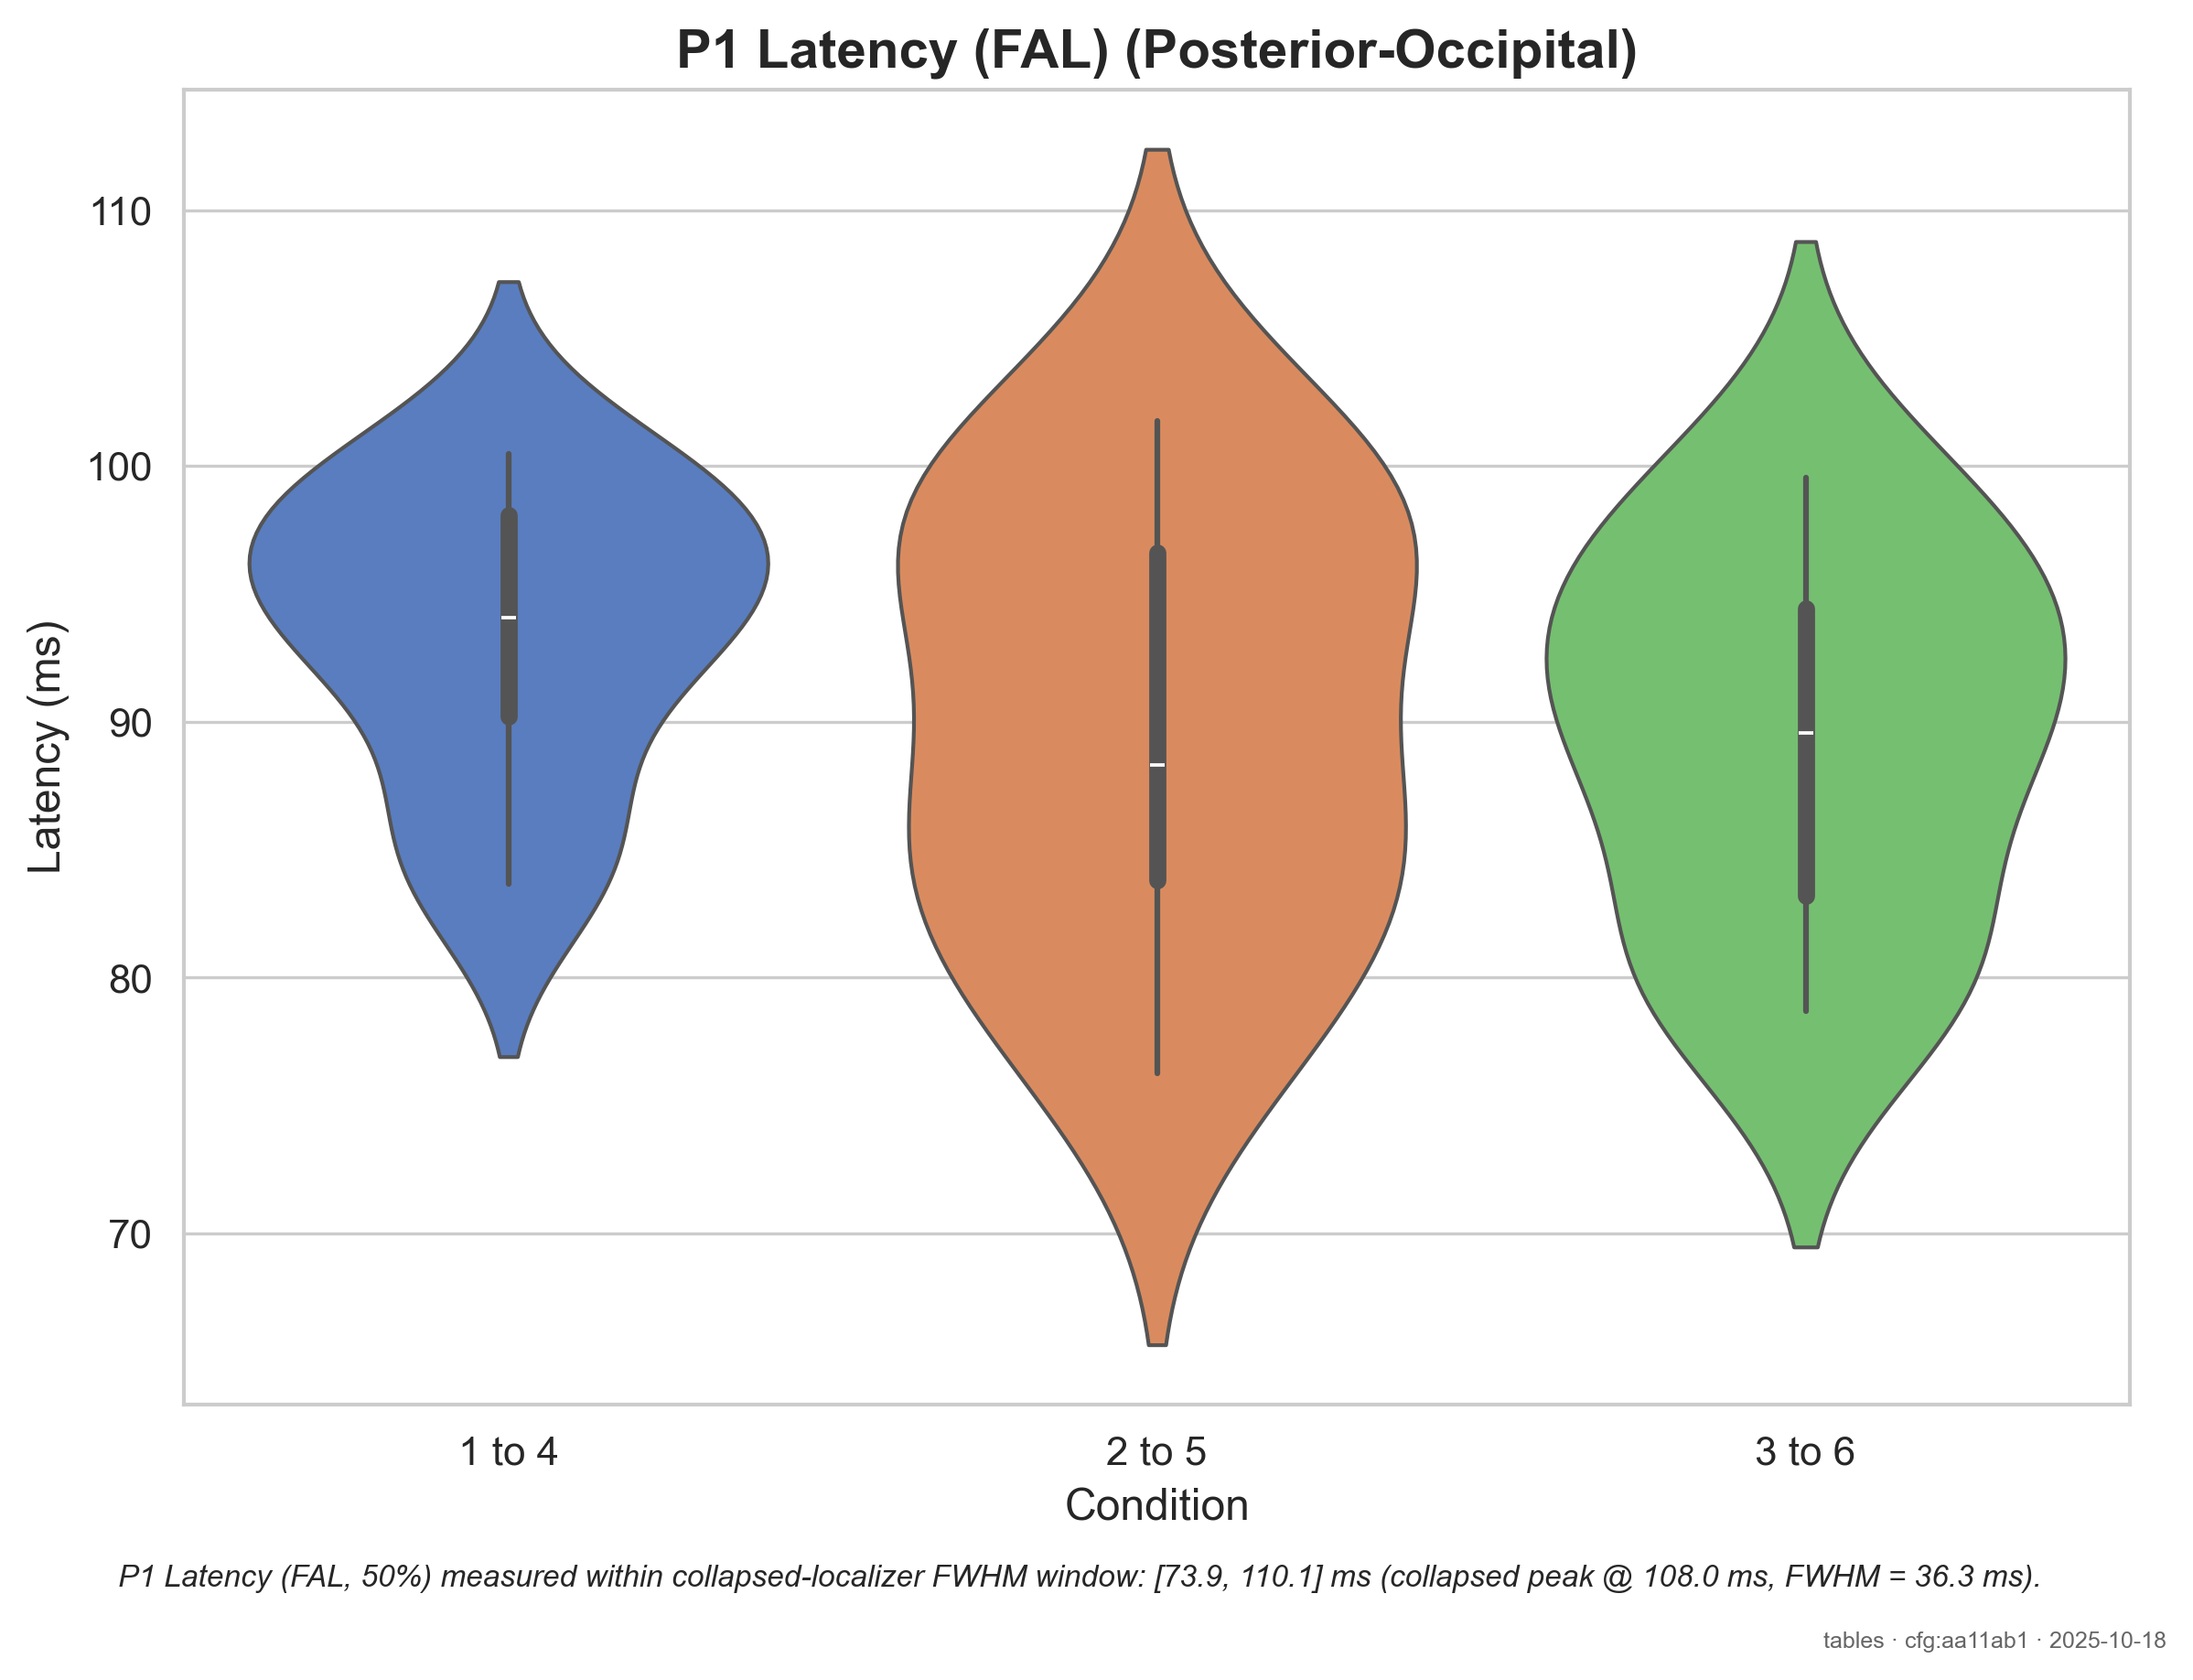 P1 Latency (FAL) (Posterior-Occipital)
Latency (ms)
110
100
90
80
70
1 to 4
2 to 5
3 to 6
Condition
P1 Latency (FAL, 50%) measured within collapsed-localizer FWHM window: [73.9, 110.1] ms (collapsed peak @ 108.0 ms, FWHM = 36.3 ms).
tables · cfg:aa11ab1 · 2025-10-18